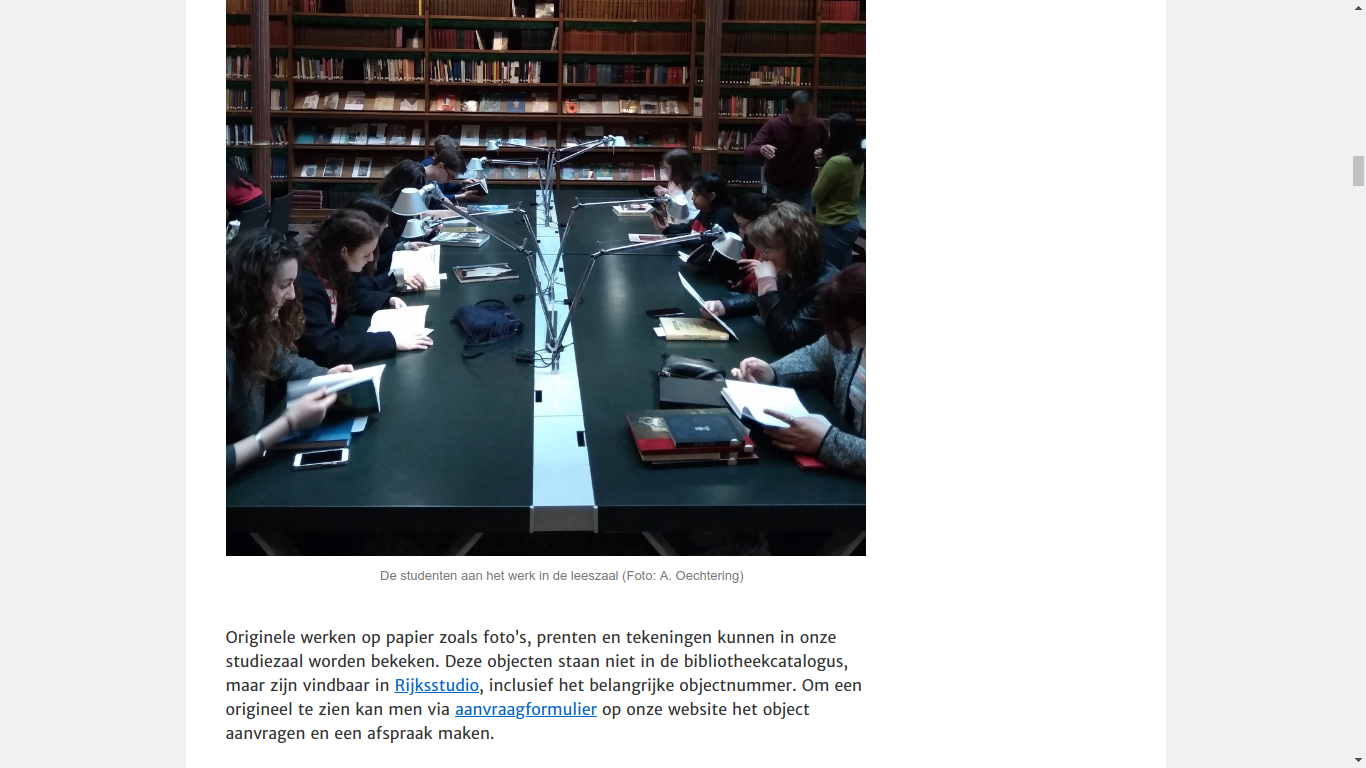 De studenten aan het werk in de leeszaal (Foto: A. Oechtering)
Originele werken op papier zoals foto’s, prenten en tekeningen kunnen in onze
studiezaal worden bekeken. Deze objecten staan niet in de bibliotheekcatalogus,
maar zijn vindbaar in Rijksstudio, inclusief het belangrijke objectnummer. Om een
origineel te zien kan men via aanvraagformulier op onze website het object
aanvragen en een afspraak maken.